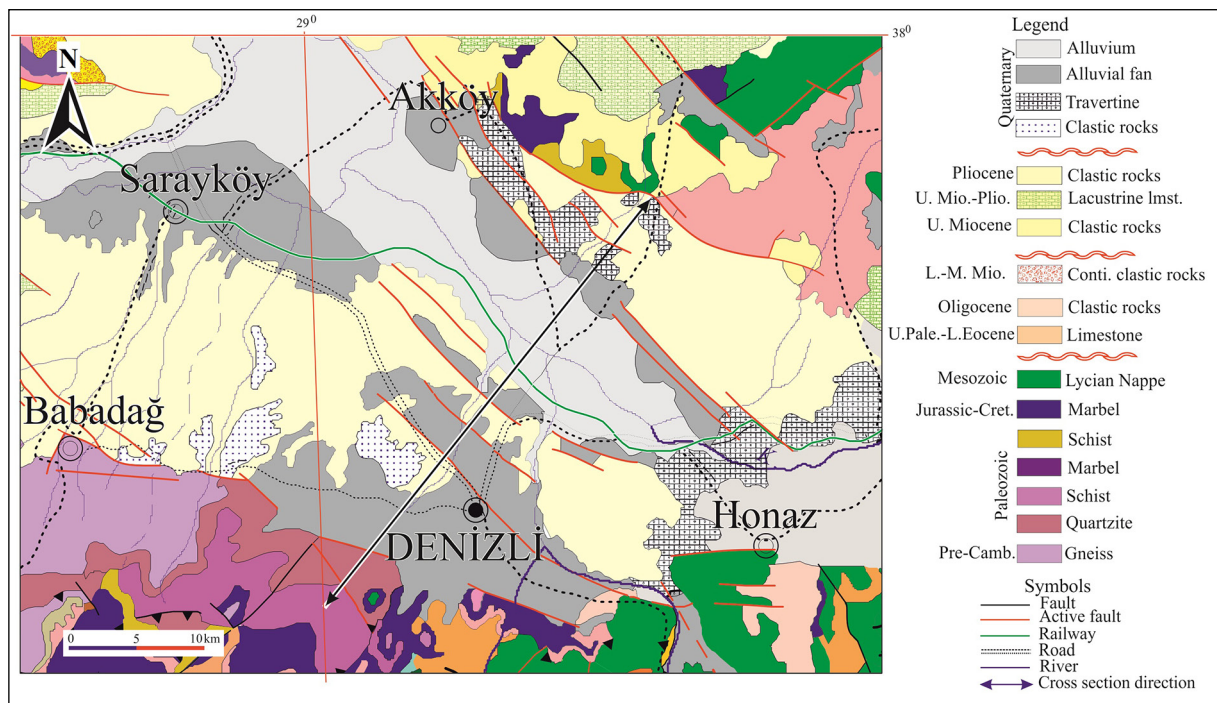 29⁰
38⁰
N
Akköy
Sarayköy
Babadağ
DENİZLİ
Honaz
0 5 10km
Legend
Quaternary
Alluvium
Alluvial fan
Travertine
Clastic rocks
Pliocene Clastic rocks
U. Mio.-Plio. Lacustrine lmst.
U. Miocene Clastic rocks
L.-M. Mio. Conti. clastic rocks
Oligocene Clastic rocks
U.Pale.-L.Eocene Limestone
Mesozoic Lycian Nappe
Jurassic-Cret. Marbel
Paleozoic
Schist
Marbel
Schist
Quartzite
Pre-Camb. Gneiss
Symbols
Fault
Active fault
Railway
Road
River
Cross section direction